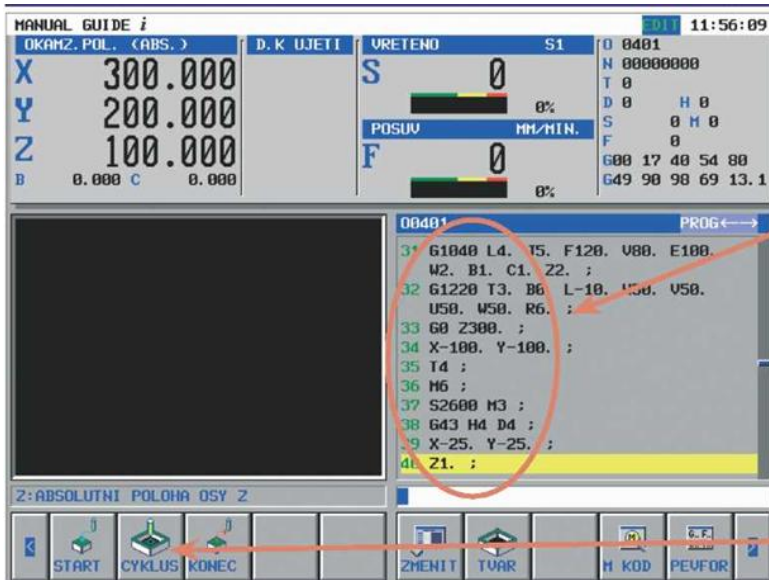 MANUAL GUIDE i
EDIT 11:56:09
OKAMZ.POL. (ABS.)
X 300.000
Y 200.000
Z 100.000
B 0.000 C 0.000
D.K UJETI
VRETENO S1
S 0
0%
POSUV MM/MIN.
F 0
0%
O 0401
N 00000000
T 0
D 0 H 0
S 0 M 0
F 0
G00 17 40 54 80
G49 90 98 69 13.1
O0401 PROG←→
31 G1040 L4. T5. F120. V80. E100.
W2. B1. C1. Z2. ;
32 G1220 T3. B0. L-10. H50. V50.
U50. W50. R6. ;
33 G0 Z300. ;
34 X-100. Y-100. ;
35 T4 ;
36 M6 ;
37 S2600 M3 ;
38 G43 H4 D4 ;
39 X-25. Y-25. ;
40 Z1. ;
Z:ABSOLUTNI POLOHA OSY Z
< START CYKLUS KONEC
ZMENIT TVAR M KOD PEVFOR >